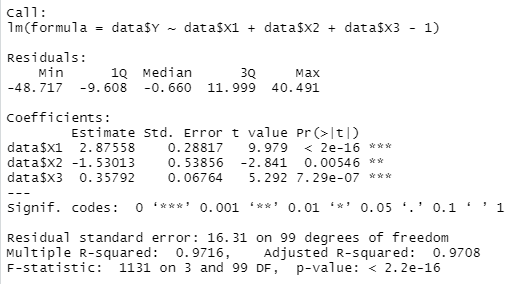 Call:
lm(formula = data$Y ~ data$X1 + data$X2 + data$X3 - 1)
Residuals:
Min 1Q Median 3Q Max
-48.717 -9.608 -0.660 11.999 40.491
Coefficients:
Estimate Std. Error t value Pr(>|t|)
data$X1 2.87558 0.28817 9.979 < 2e-16 ***
data$X2 -1.53013 0.53856 -2.841 0.00546 **
data$X3 0.35792 0.06764 5.292 7.29e-07 ***
---
Signif. codes: 0 ‘***’ 0.001 ‘**’ 0.01 ‘*’ 0.05 ‘.’ 0.1 ‘ ’ 1
Residual standard error: 16.31 on 99 degrees of freedom
Multiple R-squared: 0.9716, Adjusted R-squared: 0.9708
F-statistic: 1131 on 3 and 99 DF, p-value: < 2.2e-16